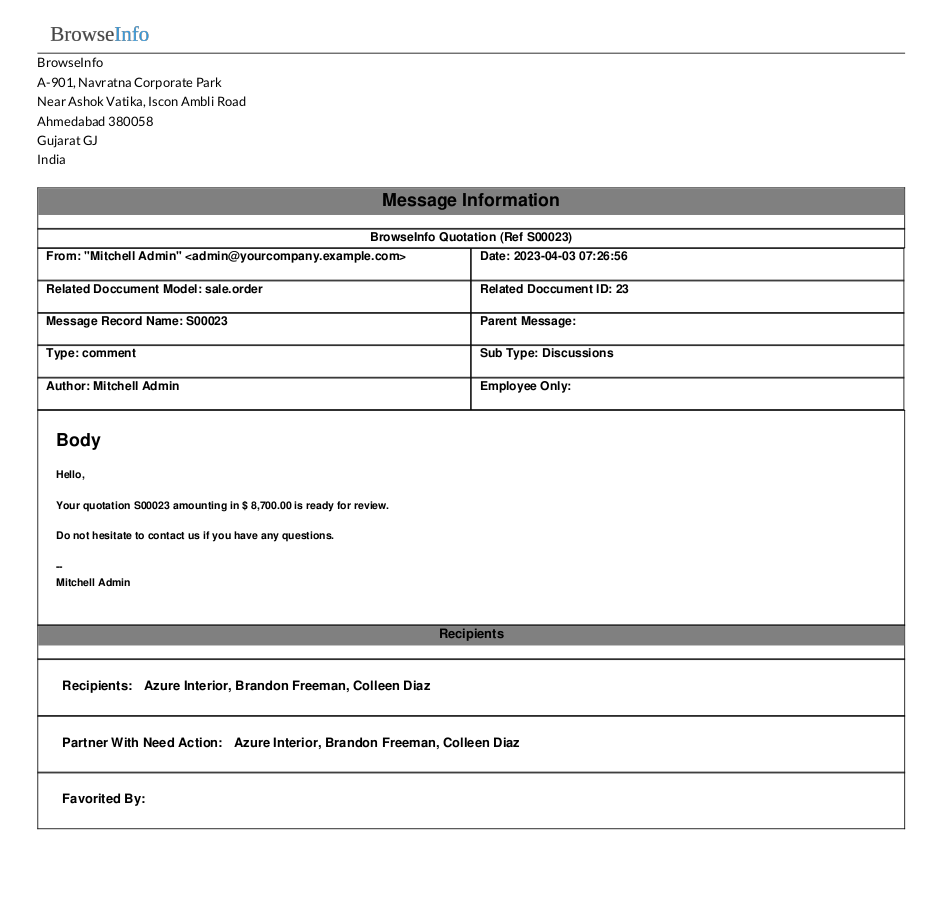 BrowseInfo
BrowseInfo
A-901, Navratna Corporate Park
Near Ashok Vatika, Iscon Ambli Road
Ahmedabad 380058
Gujarat GJ
India
Message Information
BrowseInfo Quotation (Ref S00023)
From: "Mitchell Admin" <admin@yourcompany.example.com> Date: 2023-04-03 07:26:56
Related Doccument Model: sale.order Related Doccument ID: 23
Message Record Name: S00023 Parent Message:
Type: comment Sub Type: Discussions
Author: Mitchell Admin Employee Only:
Body
Hello,
Your quotation S00023 amounting in $ 8,700.00 is ready for review.
Do not hesitate to contact us if you have any questions.
--
Mitchell Admin
Recipients
Recipients: Azure Interior, Brandon Freeman, Colleen Diaz
Partner With Need Action: Azure Interior, Brandon Freeman, Colleen Diaz
Favorited By: